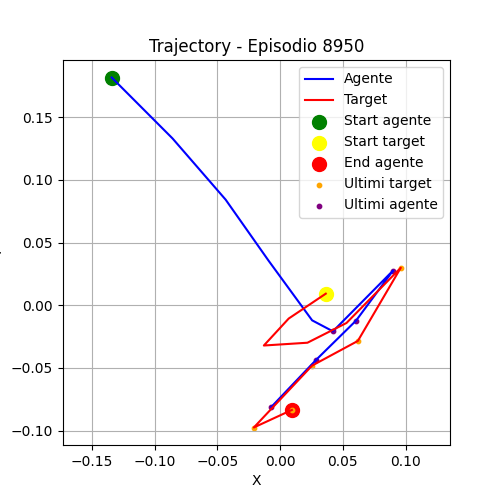 Trajectory - Episodio 8950
Agente
Target
Start agente
Start target
End agente
Ultimi target
Ultimi agente
0.15
0.10
0.05
0.00
−0.05
−0.10
−0.15
−0.10
−0.05
0.00
0.05
0.10
X